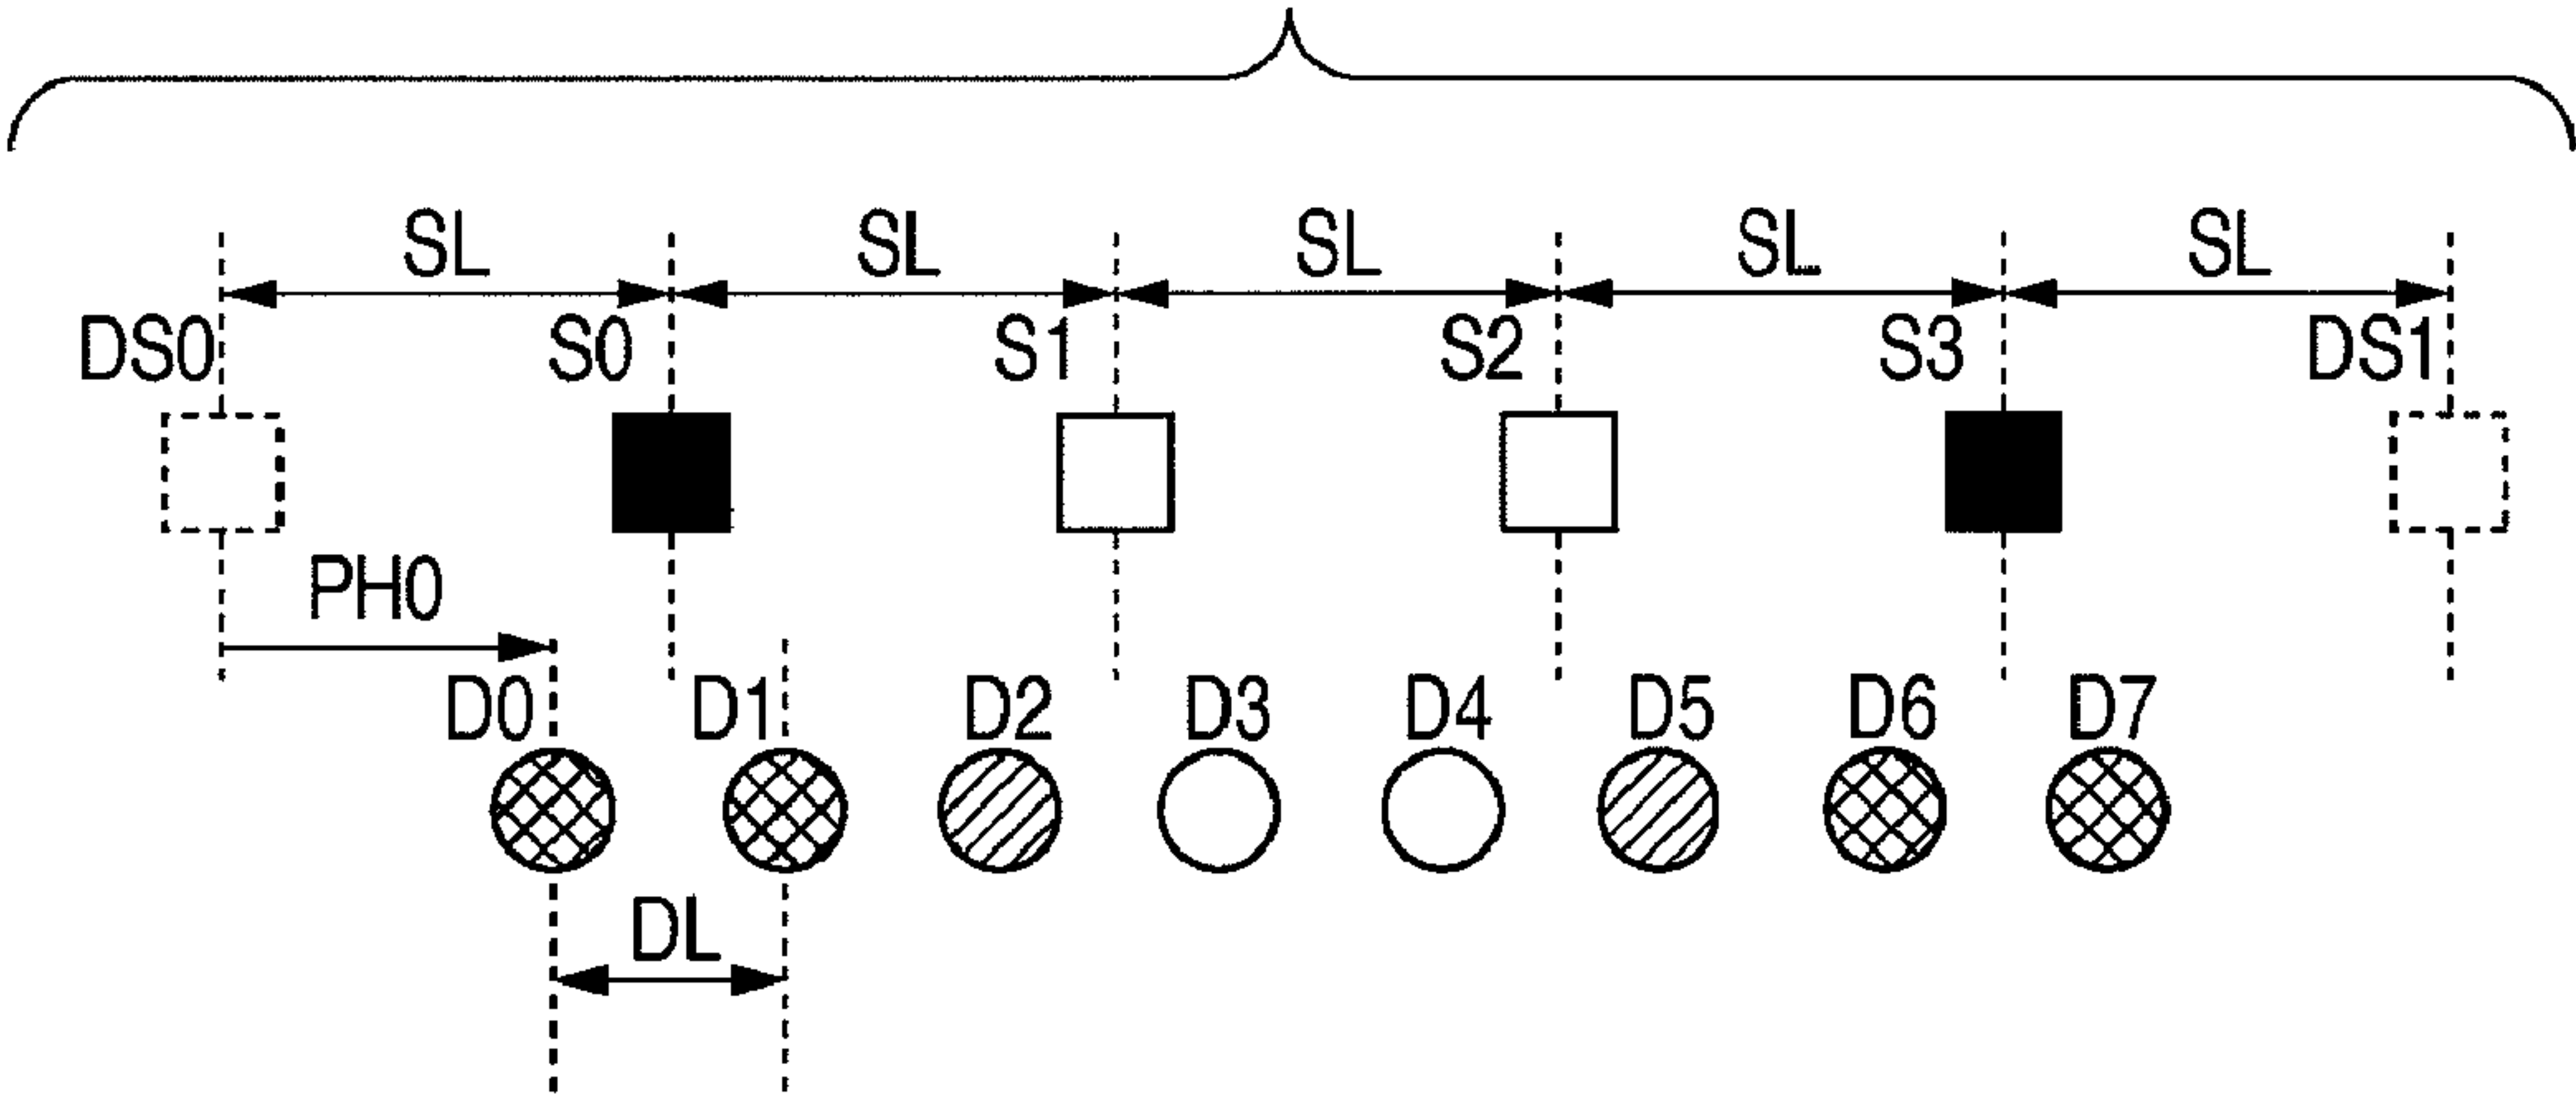 SL SL SL SL SL
DS0 S0 S1 S2 S3 DS1
PH0
D0 D1 D2 D3 D4 D5 D6 D7
DL